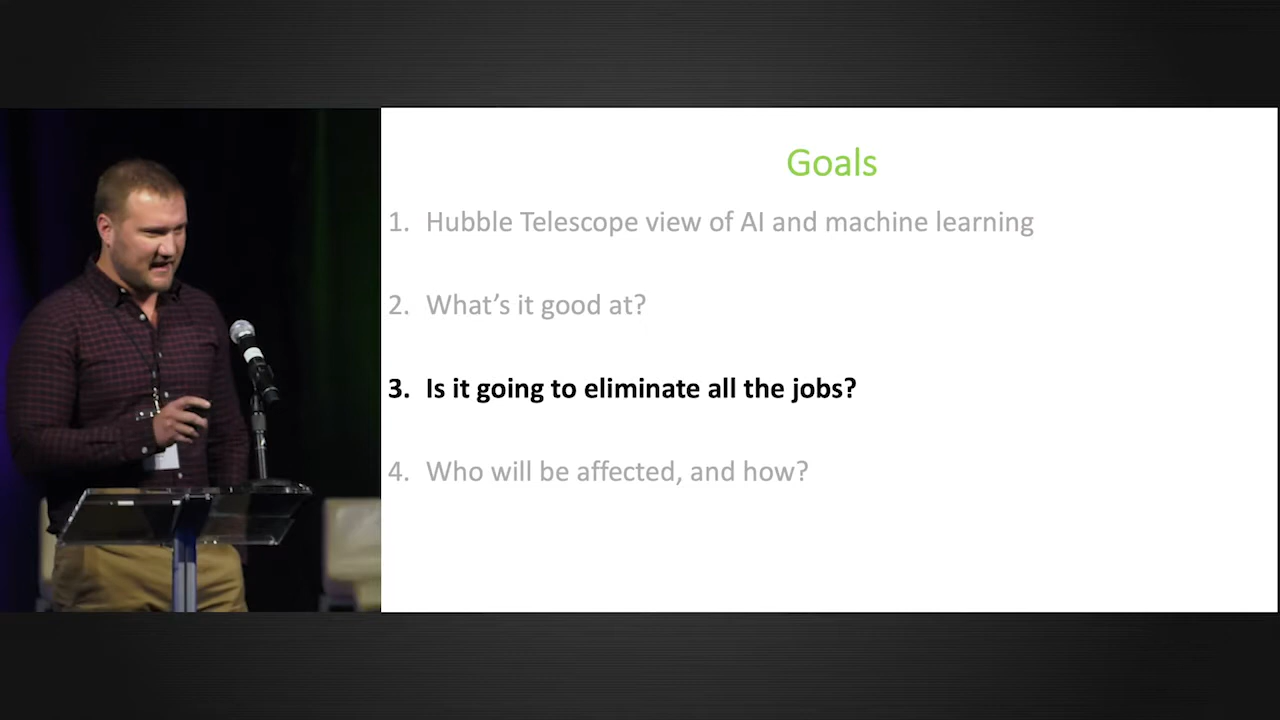 Goals
1. Hubble Telescope view of AI and machine learning
2. What’s it good at?
3. Is it going to eliminate all the jobs?
4. Who will be affected, and how?